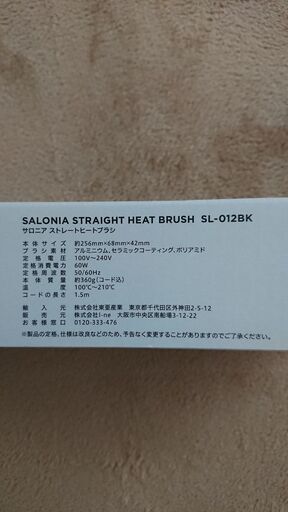 SALONIA STRAIGHT HEAT BRUSH SL-012BK
サロニア ストレートヒートブラシ
本体サイズ 約256mm×68mm×42mm
ブラシ素材 アルミニウム、セラミックコーティング、ポリアミド
定格電圧 100V〜240V
定格消費電力 60W
定格周波数 50/60Hz
重量 約360g(コード込)
温度 100℃〜210℃
コードの長さ 1.5m
輸入元 株式会社東亜産業 東京都千代田区外神田2-5-12
販売元 株式会社I-ne 大阪市中央区南船場3-12-22
お客様窓口 0120-333-476
※製品の定格、仕様は改良などのため、予告なく変更することがありますのでご了承ください。